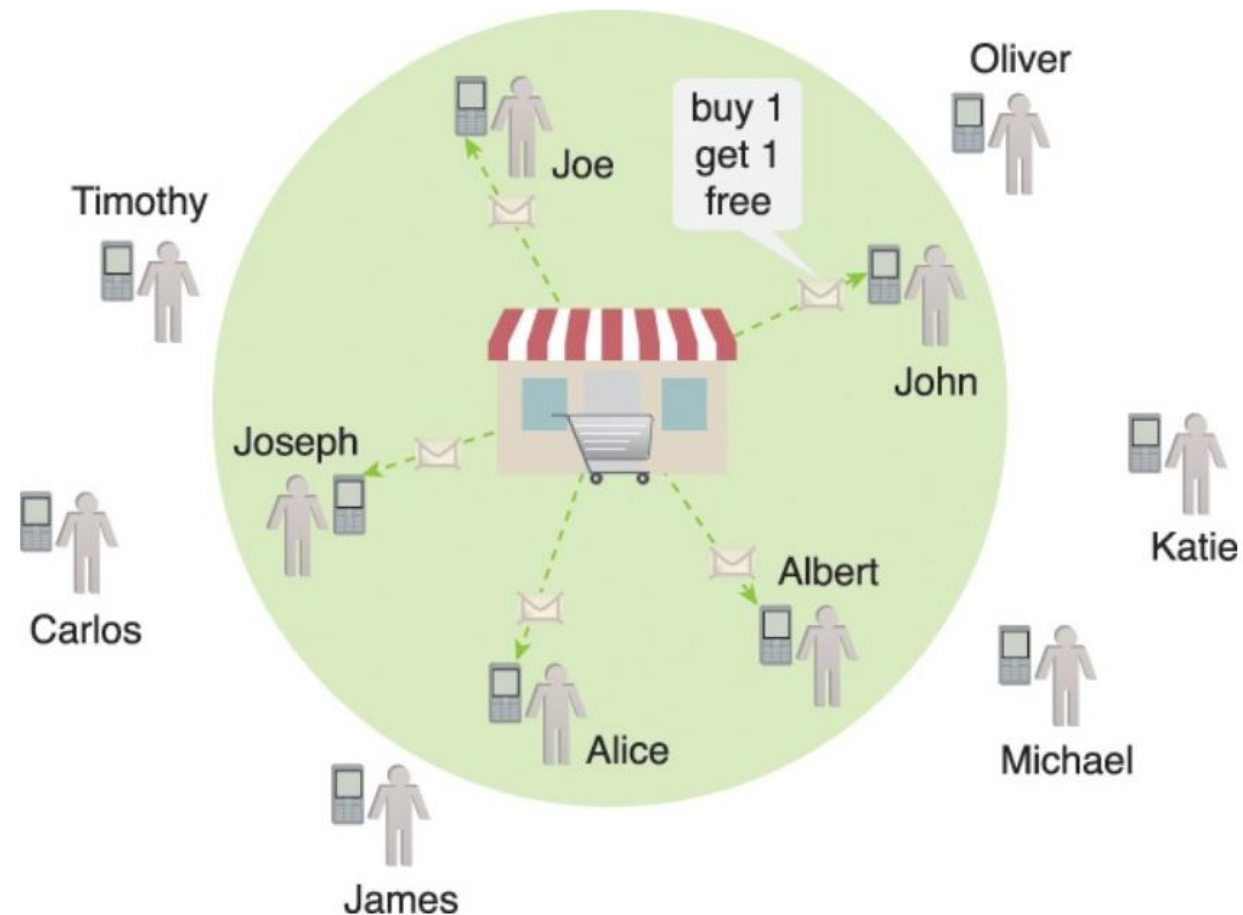 Oliver
buy 1
get 1
free
Joe
Timothy
John
Joseph
Katie
Albert
Carlos
Alice
Michael
James